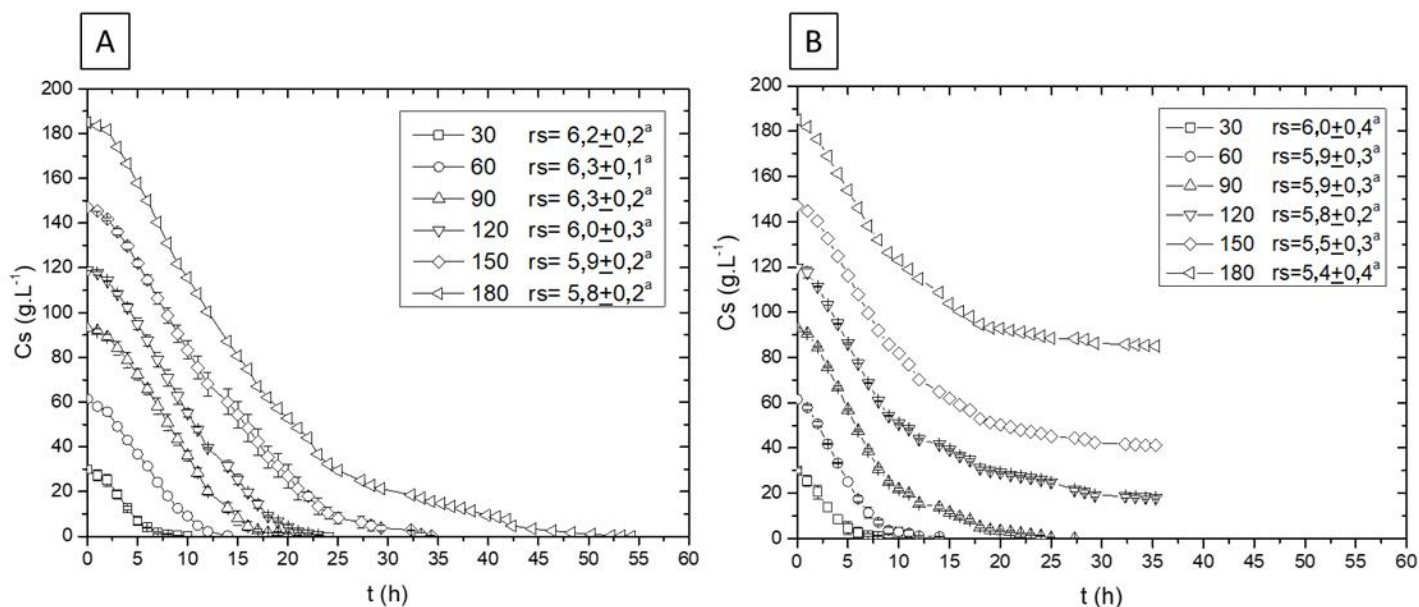 A
200
180
160
140
120
100
80
60
40
20
0
Cs (g.L⁻¹)
0 5 10 15 20 25 30 35 40 45 50 55 60
t (h)
30 rs= 6,2±0,2ᵃ
60 rs= 6,3±0,1ᵃ
90 rs= 6,3±0,2ᵃ
120 rs= 6,0±0,3ᵃ
150 rs= 5,9±0,2ᵃ
180 rs= 5,8±0,2ᵃ
B
200
180
160
140
120
100
80
60
40
20
0
Cs (g.L⁻¹)
0 5 10 15 20 25 30 35 40 45 50 55 60
t (h)
30 rs=6,0±0,4ᵃ
60 rs=5,9±0,3ᵃ
90 rs=5,9±0,3ᵃ
120 rs=5,8±0,2ᵃ
150 rs=5,5±0,3ᵃ
180 rs=5,4±0,4ᵃ